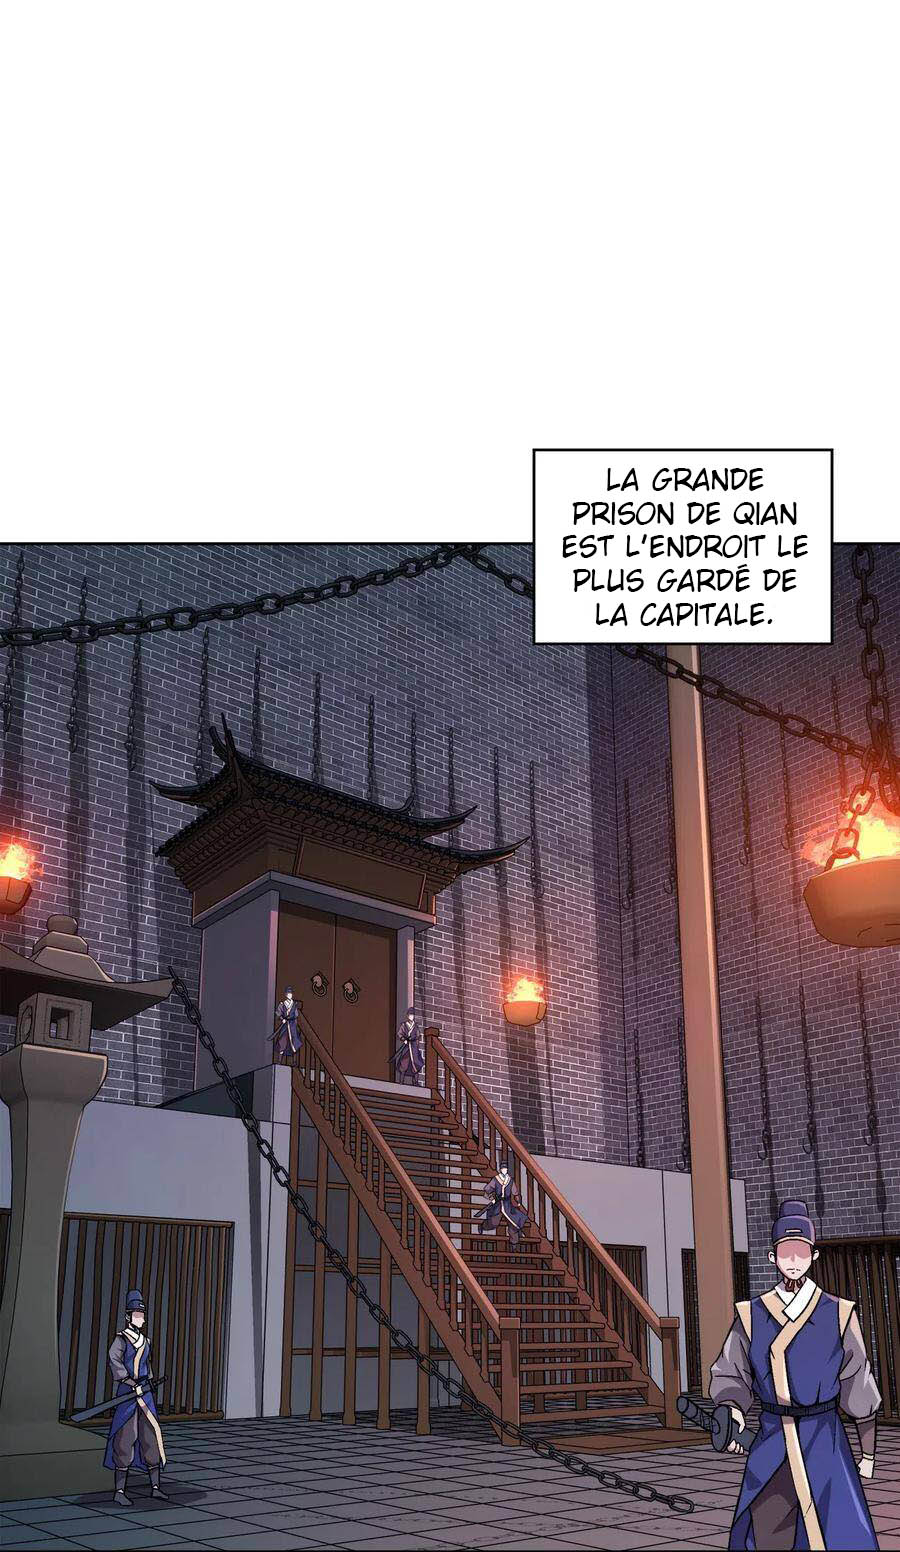 LA GRANDE
PRISON DE QIAN
EST L'ENDROIT LE
PLUS GARDÉ DE
LA CAPITALE.